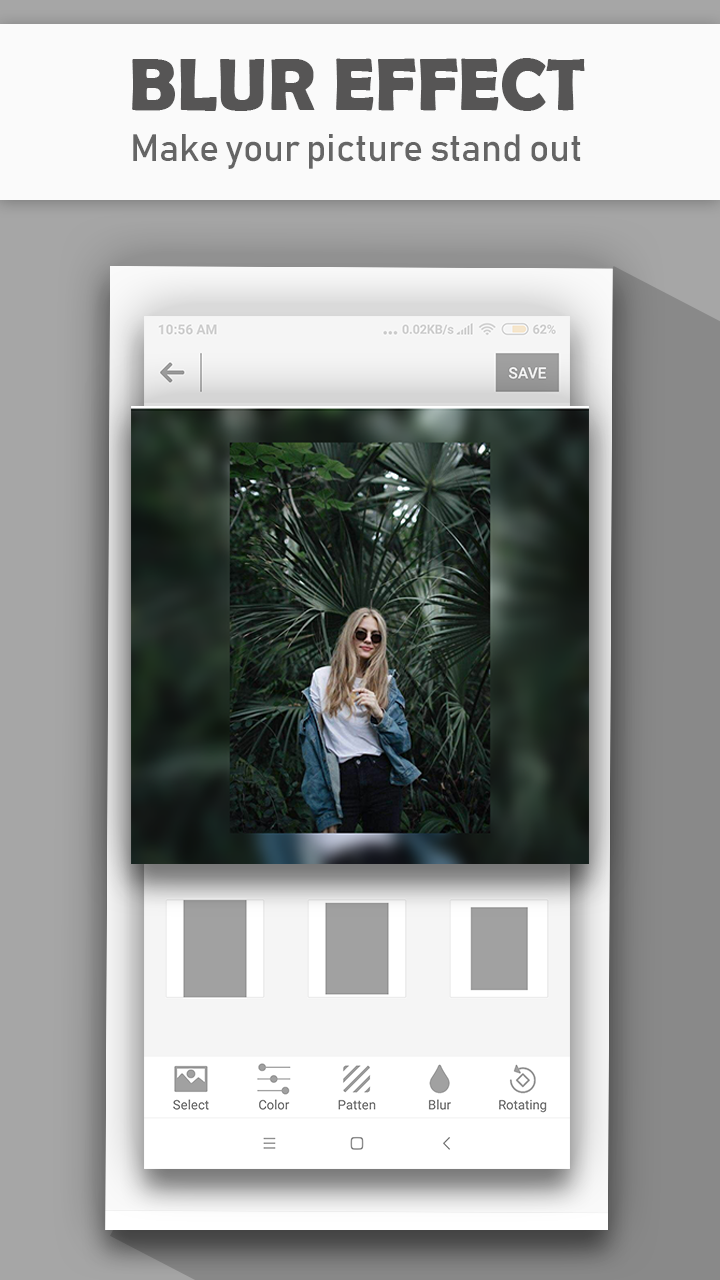 BLUR EFFECT
Make your picture stand out
10:56 AM ... 0.02KB/s 62%
SAVE
Select Color Patten Blur Rotating